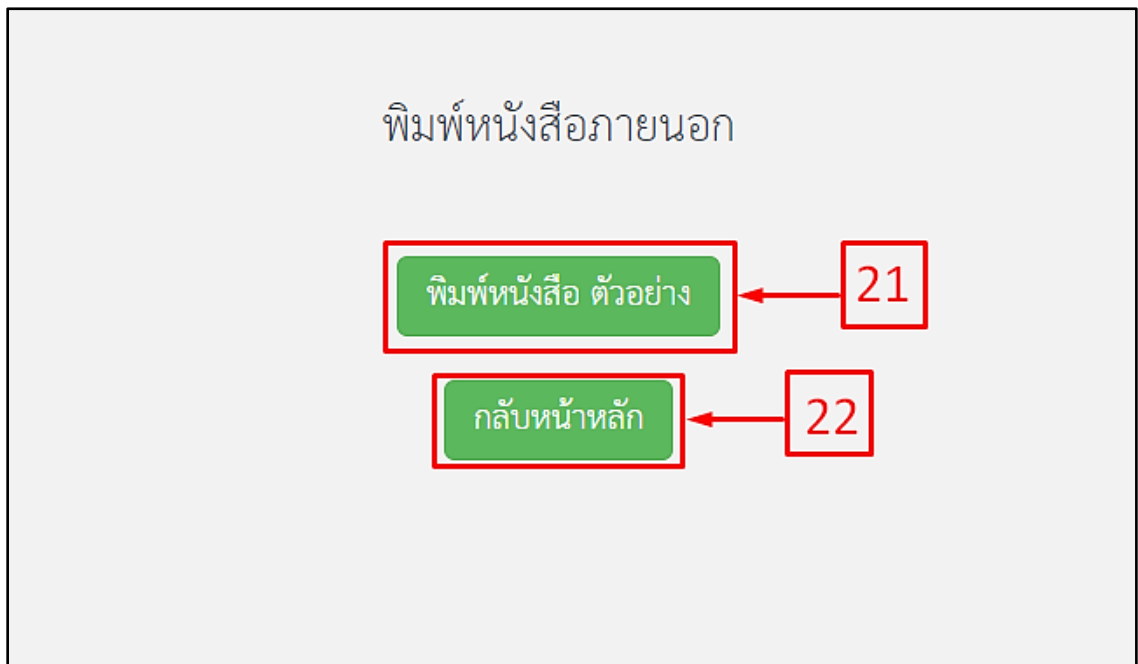 พิมพ์หนังสือภายนอก
พิมพ์หนังสือ ตัวอย่าง
21
กลับหน้าหลัก
22